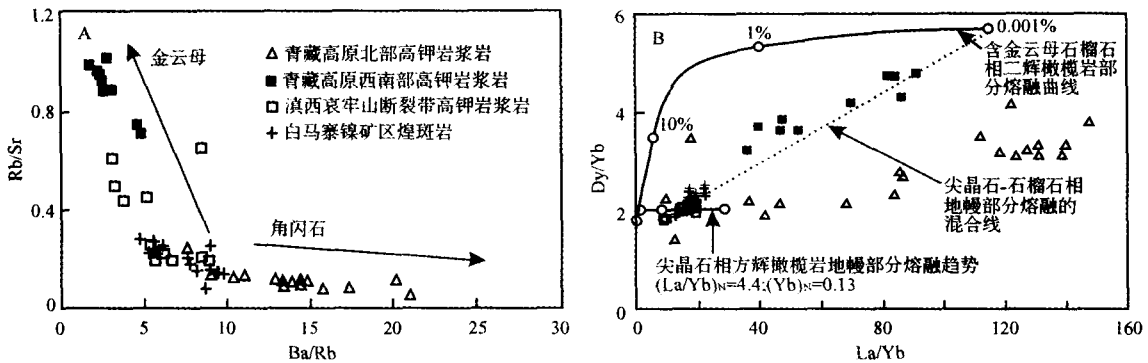 A
金云母
△ 青藏高原北部高钾岩浆岩
■ 青藏高原西南部高钾岩浆岩
□ 滇西哀牢山断裂带高钾岩浆岩
+ 白马寨镍矿区煌斑岩
角闪石
1.2
0.8
0.4
0
Rb/Sr
0
5
10
15
20
25
30
Ba/Rb
B
1%
0.001%
10%
含金云母石榴石
相二辉橄榄岩部
分熔融曲线
尖晶石-石榴石相
地幔部分熔融的
混合线
尖晶石相方辉橄榄岩地幔部分熔融趋势
(La/Yb)N=4.4;(Yb)N=0.13
6
4
2
0
Dy/Yb
0
40
80
120
160
La/Yb